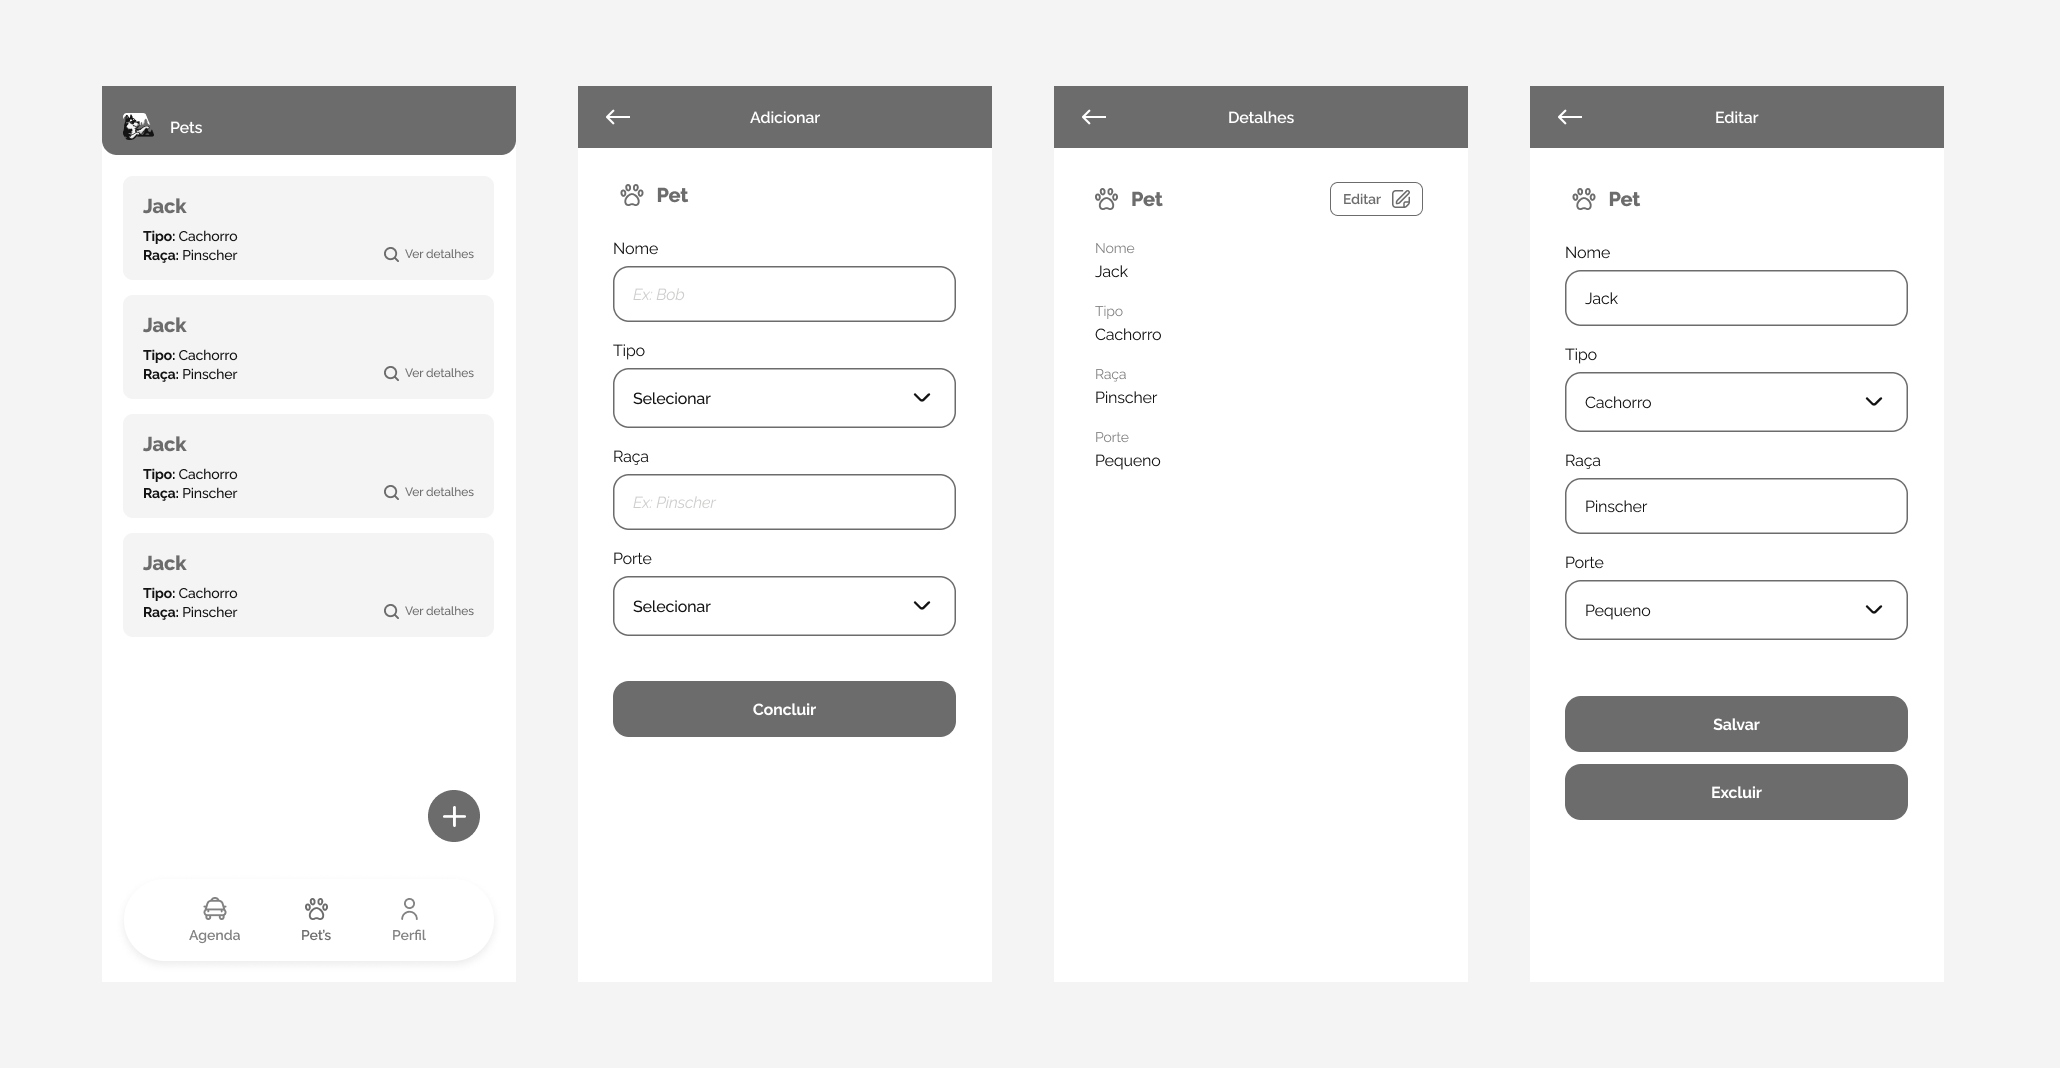 Pets
Jack
Tipo: Cachorro
Raça: Pinscher
Ver detalhes
Jack
Tipo: Cachorro
Raça: Pinscher
Ver detalhes
Jack
Tipo: Cachorro
Raça: Pinscher
Ver detalhes
Jack
Tipo: Cachorro
Raça: Pinscher
Ver detalhes
Agenda
Pet's
Perfil
Adicionar
Pet
Nome
Ex: Bob
Tipo
Selecionar
Raça
Ex: Pinscher
Porte
Selecionar
Concluir
Detalhes
Pet
Editar
Nome
Jack
Tipo
Cachorro
Raça
Pinscher
Porte
Pequeno
Editar
Pet
Nome
Jack
Tipo
Cachorro
Raça
Pinscher
Porte
Pequeno
Salvar
Excluir